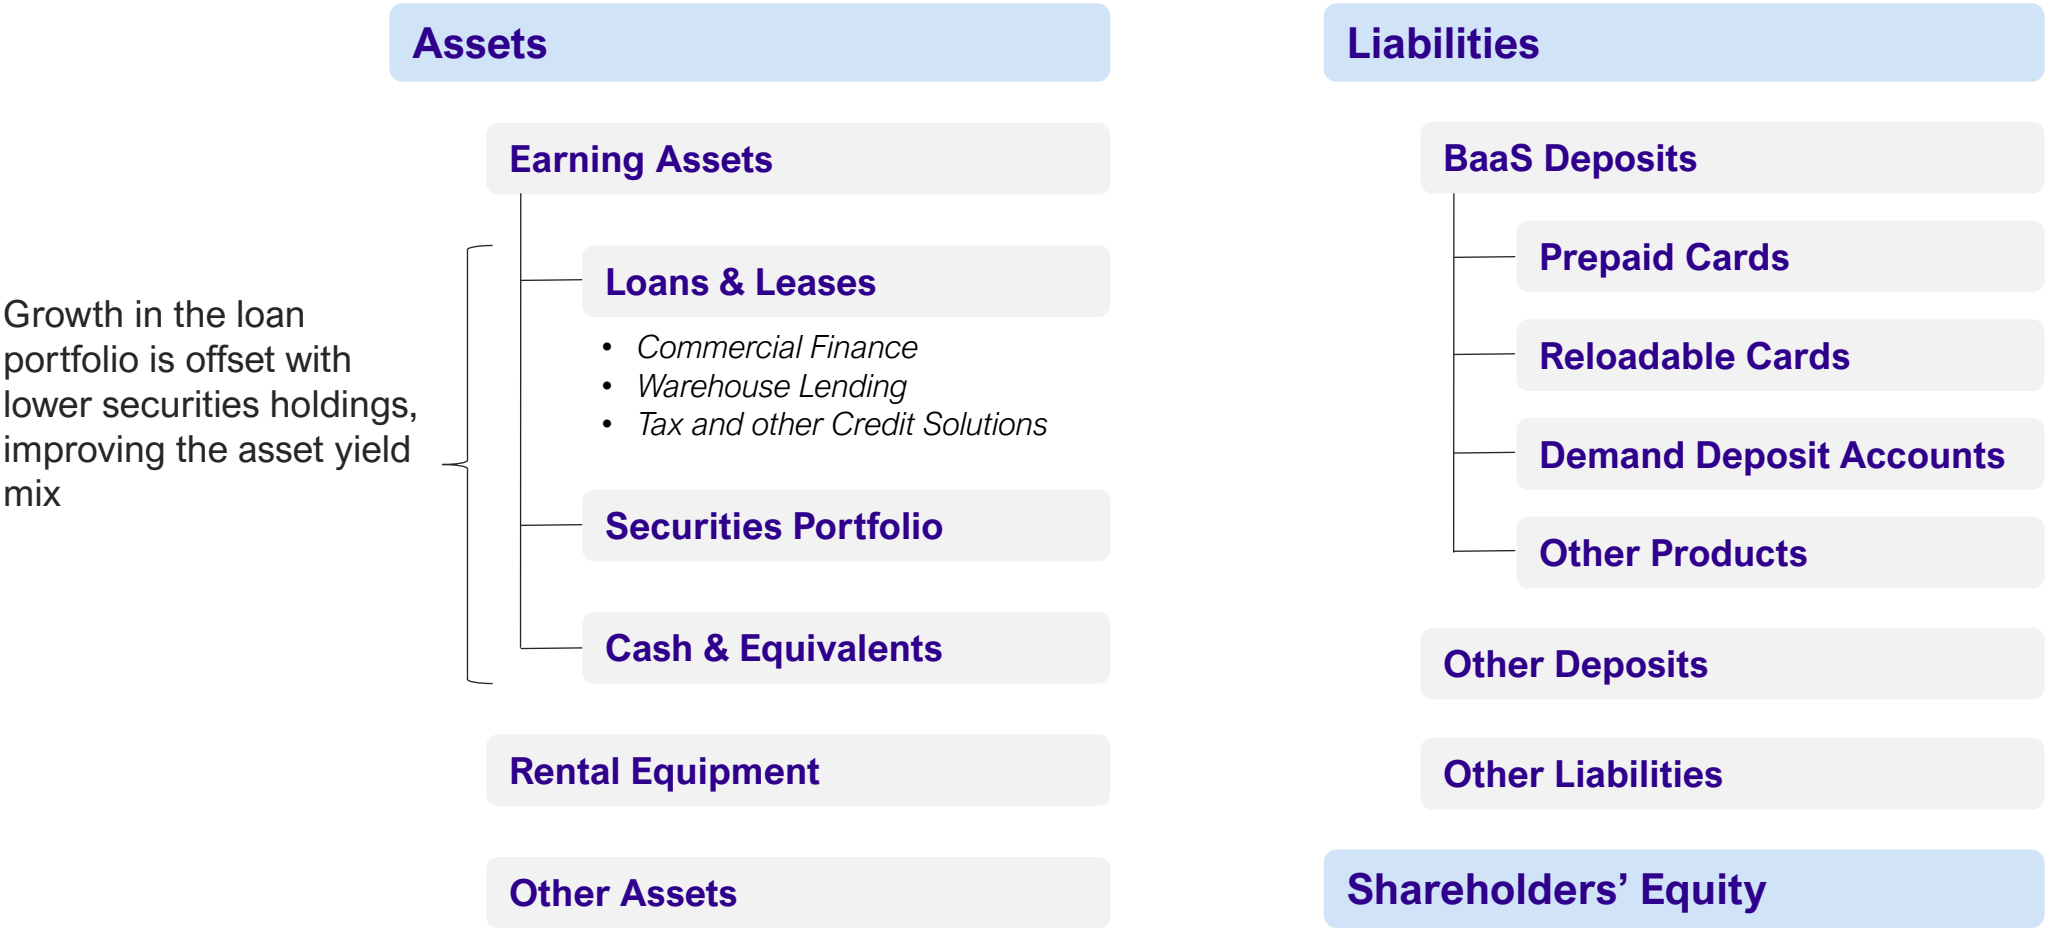 Assets
Earning Assets
Growth in the loan
portfolio is offset with
lower securities holdings,
improving the asset yield
mix
Loans & Leases
• Commercial Finance
• Warehouse Lending
• Tax and other Credit Solutions
Securities Portfolio
Cash & Equivalents
Rental Equipment
Other Assets
Liabilities
BaaS Deposits
Prepaid Cards
Reloadable Cards
Demand Deposit Accounts
Other Products
Other Deposits
Other Liabilities
Shareholders’ Equity